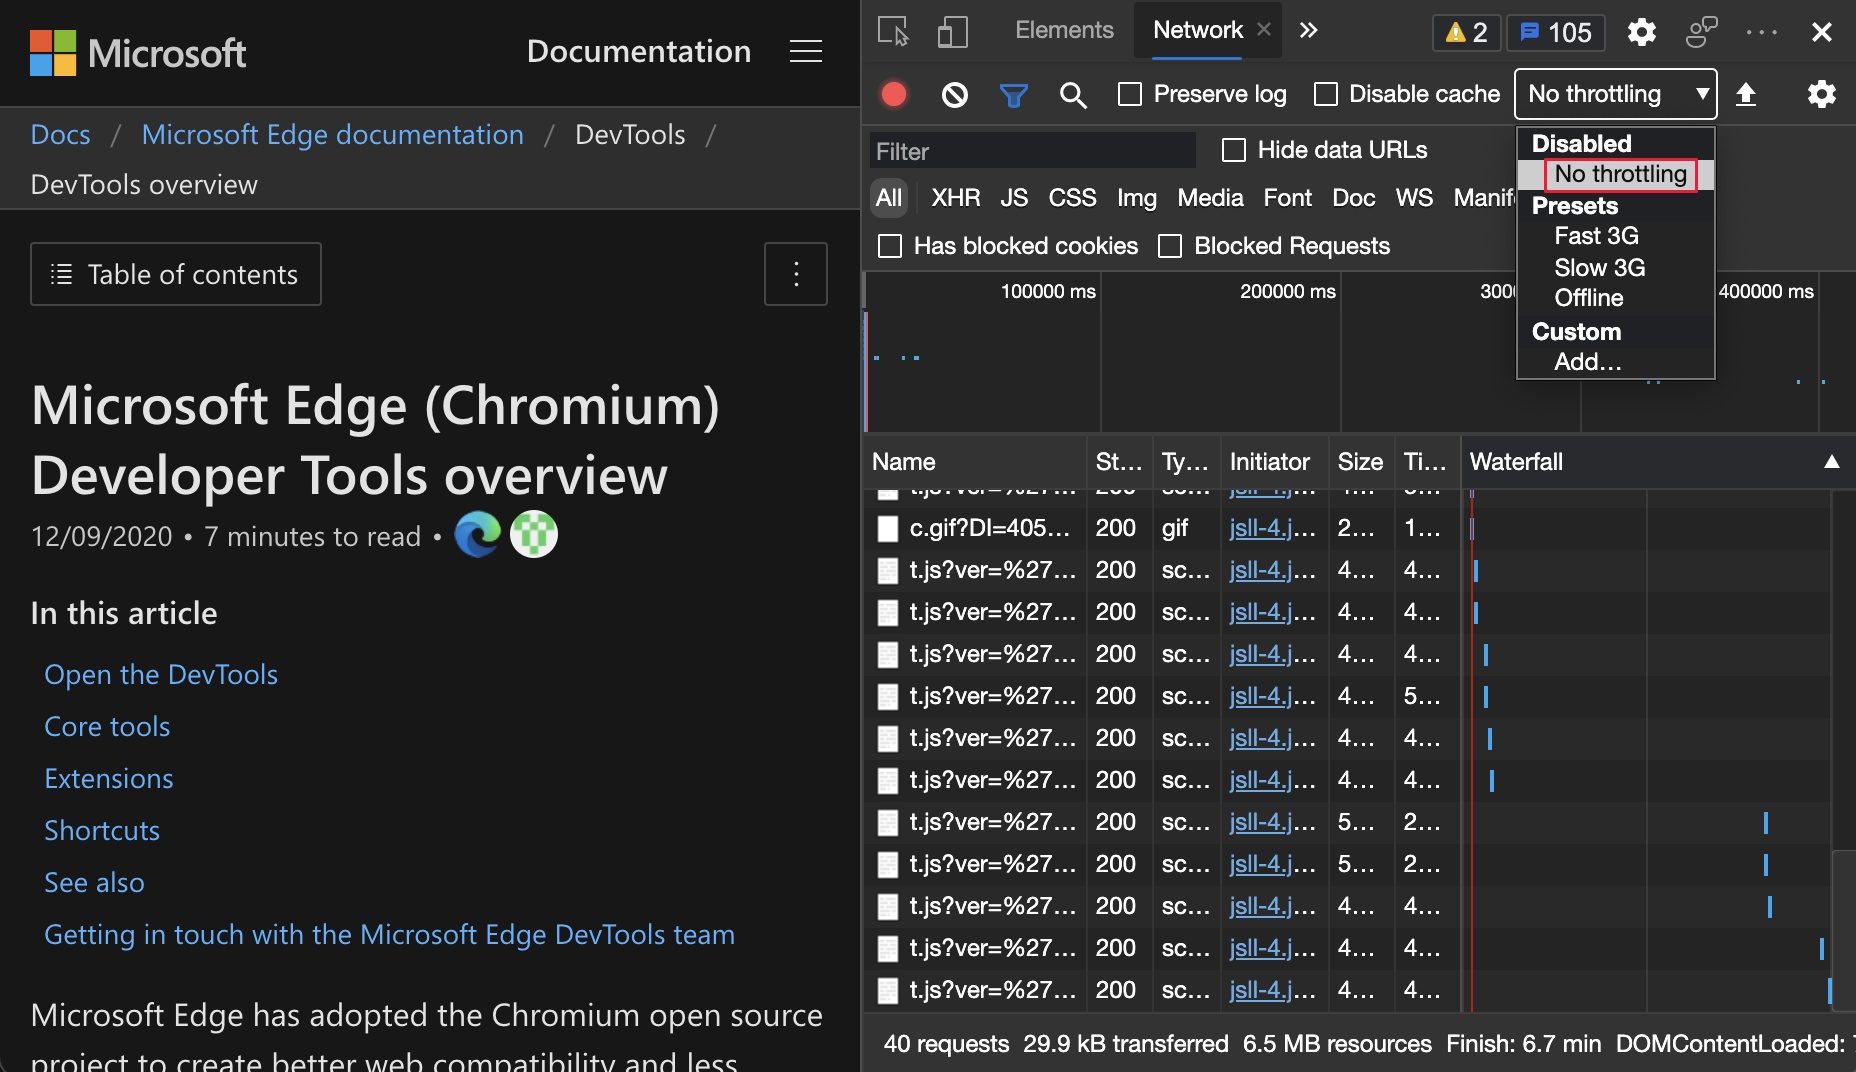 Microsoft
Documentation
Docs / Microsoft Edge documentation / DevTools /
DevTools overview
Table of contents
Microsoft Edge (Chromium)
Developer Tools overview
12/09/2020 • 7 minutes to read •
In this article
Open the DevTools
Core tools
Extensions
Shortcuts
See also
Getting in touch with the Microsoft Edge DevTools team
Microsoft Edge has adopted the Chromium open source
project to create better web compatibility and less
Elements Network 2 105
Preserve log Disable cache No throttling
Filter Hide data URLs
All XHR JS CSS Img Media Font Doc WS Manif
Has blocked cookies Blocked Requests
Disabled
No throttling
Presets
Fast 3G
Slow 3G
Offline
Custom
Add...
100000 ms 200000 ms 300 400000 ms
Name St... Ty... Initiator Size Ti... Waterfall
t.js?ver=%27... 200 sc... jsll-4.j...
c.gif?DI=405... 200 gif jsll-4.j... 2... 1...
t.js?ver=%27... 200 sc... jsll-4.j... 4... 4...
t.js?ver=%27... 200 sc... jsll-4.j... 4... 4...
t.js?ver=%27... 200 sc... jsll-4.j... 4... 4...
t.js?ver=%27... 200 sc... jsll-4.j... 4... 5...
t.js?ver=%27... 200 sc... jsll-4.j... 4... 4...
t.js?ver=%27... 200 sc... jsll-4.j... 4... 4...
t.js?ver=%27... 200 sc... jsll-4.j... 5... 2...
t.js?ver=%27... 200 sc... jsll-4.j... 5... 2...
t.js?ver=%27... 200 sc... jsll-4.j... 4... 4...
t.js?ver=%27... 200 sc... jsll-4.j... 4... 4...
t.js?ver=%27... 200 sc... jsll-4.j... 4... 4...
40 requests 29.9 kB transferred 6.5 MB resources Finish: 6.7 min DOMContentLoaded: